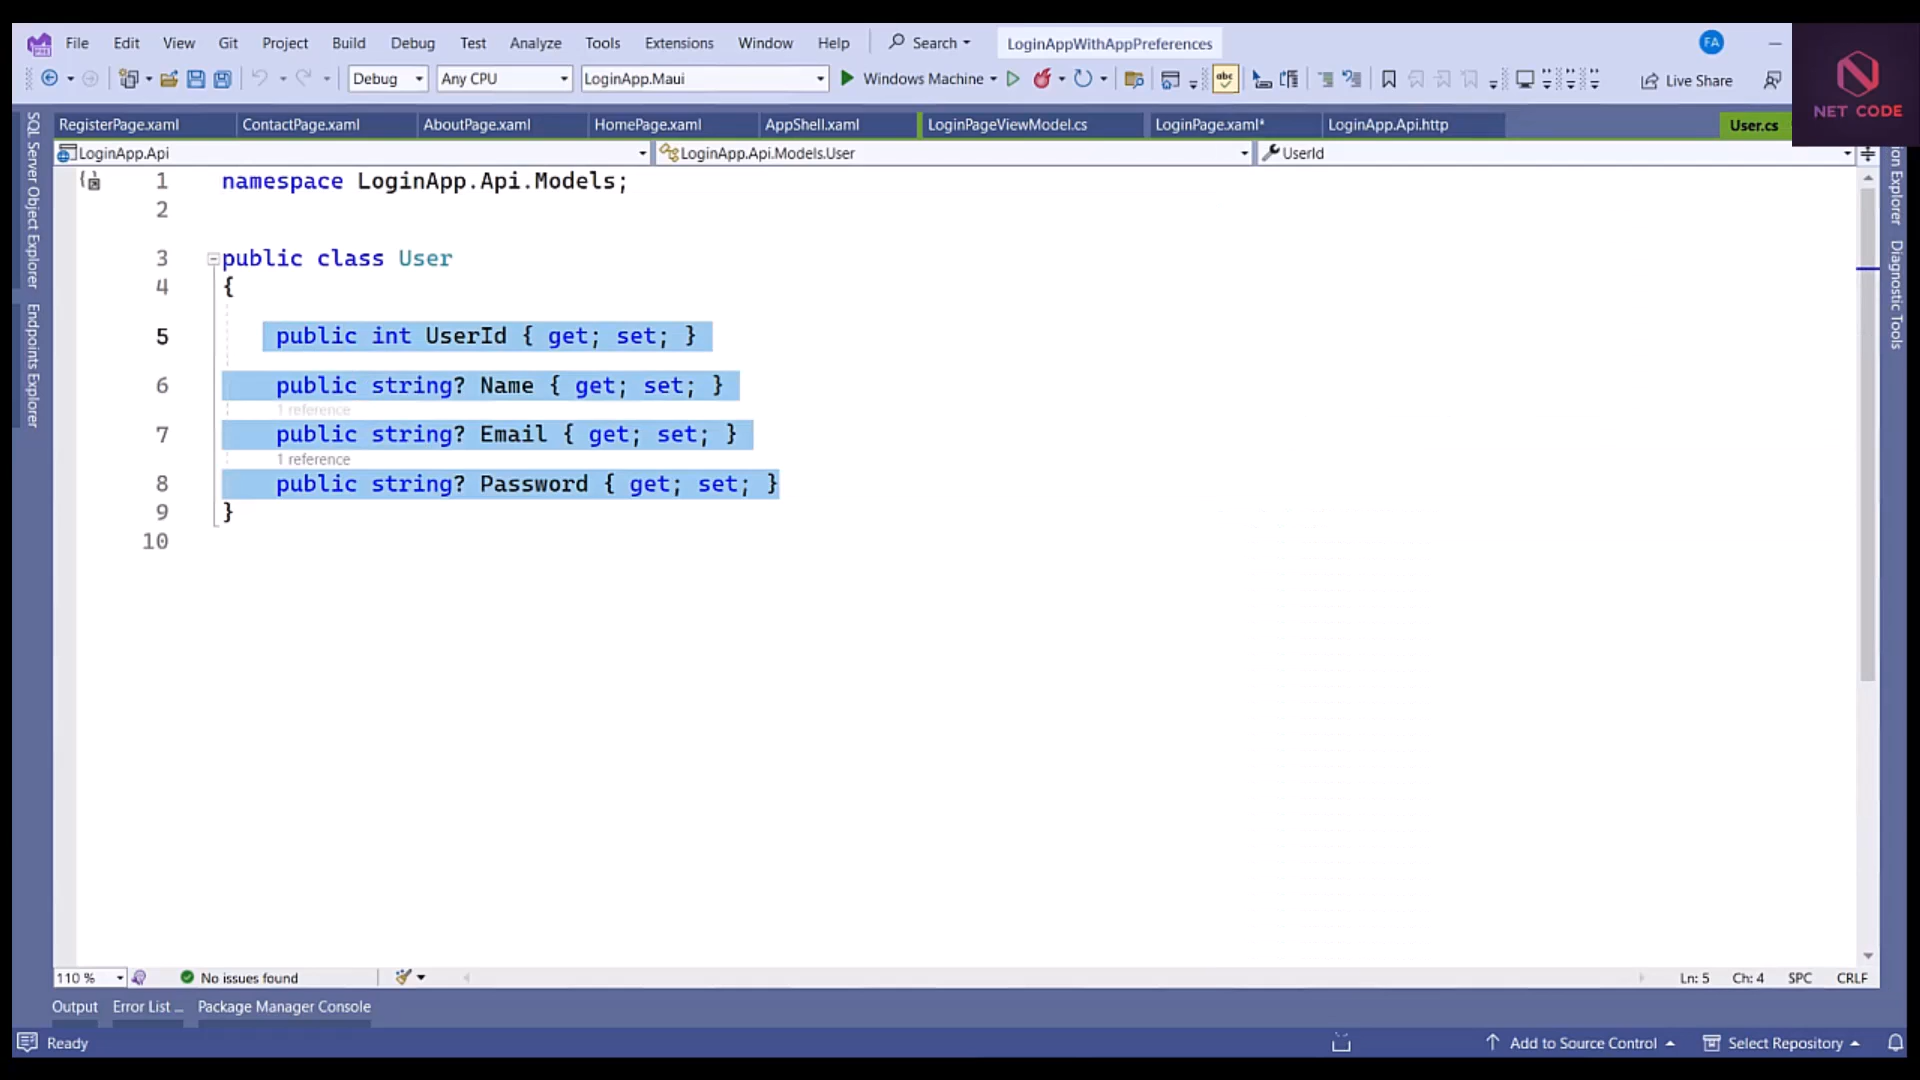 File Edit View Git Project Build Debug Test Analyze Tools Extensions Window Help Search LoginAppWithAppPreferences FA
Debug Any CPU LoginApp.Maui Windows Machine abc Live Share
NET CODE
RegisterPage.xaml ContactPage.xaml AboutPage.xaml HomePage.xaml AppShell.xaml LoginPageViewModel.cs LoginPage.xaml* LoginApp.Api.http User.cs
LoginApp.Api LoginApp.Api.Models.User UserId
SQL Server Object Explorer
Endpoints Explorer
1 namespace LoginApp.Api.Models;
2
3 public class User
4 {
5 public int UserId { get; set; }
6 public string? Name { get; set; }
1 reference
7 public string? Email { get; set; }
1 reference
8 public string? Password { get; set; }
9 }
10
ion Explorer
Diagnostic Tools
110 % No issues found Ln: 5 Ch: 4 SPC CRLF
Output Error List ... Package Manager Console
Ready Add to Source Control Select Repository